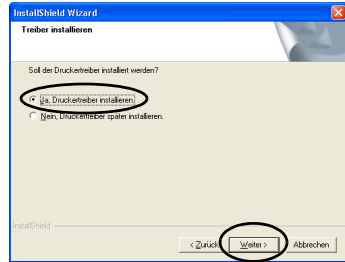 InstallShield Wizard
Treiber installieren
Soll der Druckertreiber installiert werden?
Ja, Druckertreiber installieren.
Nein, Druckertreiber später installieren.
InstallShield
< Zurück Weiter > Abbrechen